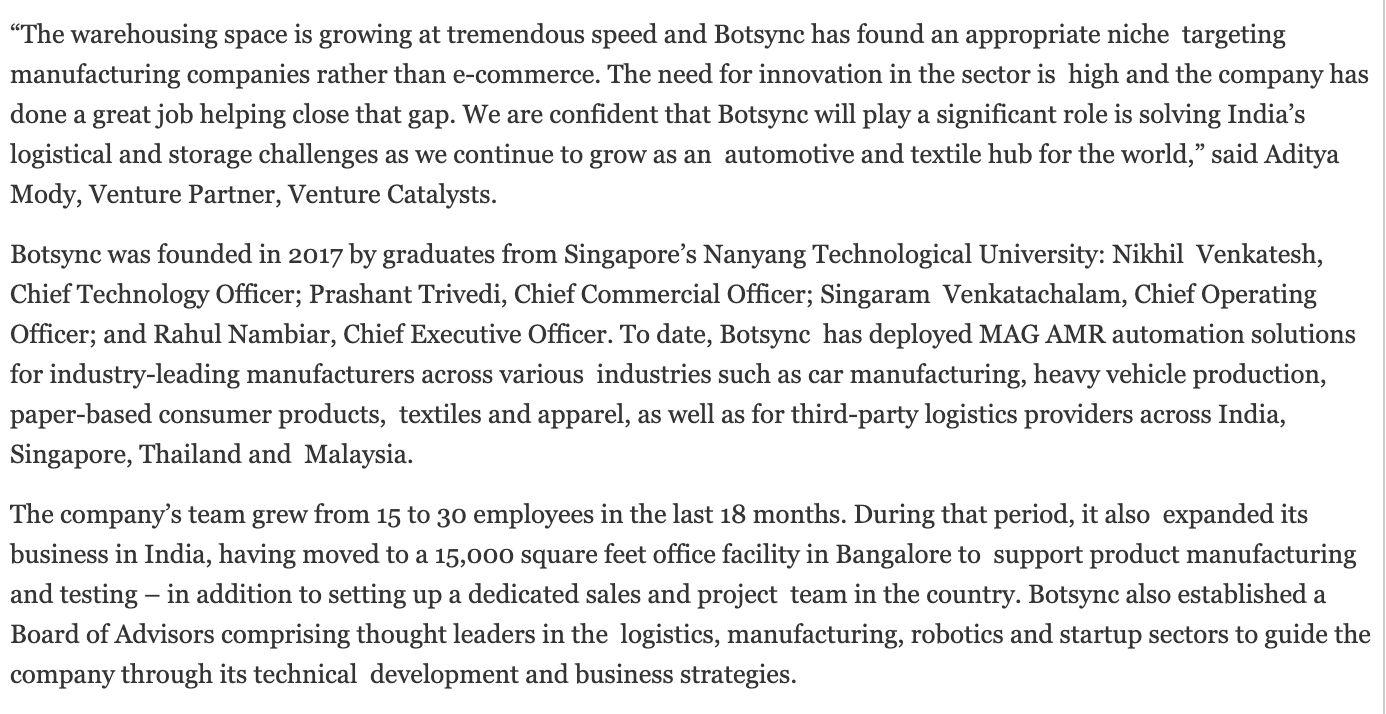 “The warehousing space is growing at tremendous speed and Botsync has found an appropriate niche  targeting
manufacturing companies rather than e-commerce. The need for innovation in the sector is  high and the company has
done a great job helping close that gap. We are confident that Botsync will play a significant role is solving India’s
logistical and storage challenges as we continue to grow as an  automotive and textile hub for the world,” said Aditya
Mody, Venture Partner, Venture Catalysts.
Botsync was founded in 2017 by graduates from Singapore’s Nanyang Technological University: Nikhil  Venkatesh,
Chief Technology Officer; Prashant Trivedi, Chief Commercial Officer; Singaram  Venkatachalam, Chief Operating
Officer; and Rahul Nambiar, Chief Executive Officer. To date, Botsync  has deployed MAG AMR automation solutions
for industry-leading manufacturers across various  industries such as car manufacturing, heavy vehicle production,
paper-based consumer products,  textiles and apparel, as well as for third-party logistics providers across India,
Singapore, Thailand and  Malaysia.
The company’s team grew from 15 to 30 employees in the last 18 months. During that period, it also  expanded its
business in India, having moved to a 15,000 square feet office facility in Bangalore to  support product manufacturing
and testing – in addition to setting up a dedicated sales and project  team in the country. Botsync also established a
Board of Advisors comprising thought leaders in the  logistics, manufacturing, robotics and startup sectors to guide the
company through its technical  development and business strategies.